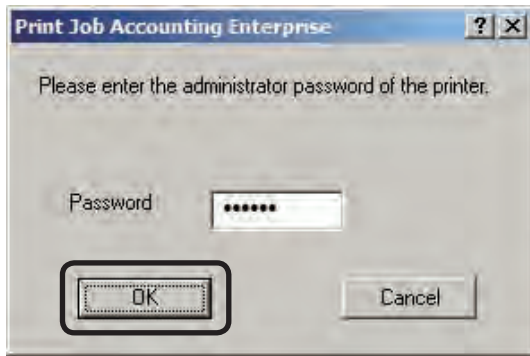 Print Job Accounting Enterprise
Please enter the administrator password of the printer.
Password ••••••
OK Cancel